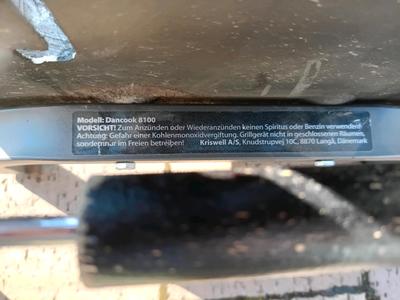 Modell: Dancook 8100
VORSICHT! Zum Anzünden oder Wiederanzünden keinen Spiritus oder Benzin verwenden!
Achtung: Gefahr einer Kohlenmonoxidvergiftung. Grillgerät nicht in geschlossenen Räumen,
sondern nur im Freien betreiben! Kriswell A/S, Knudstrupvej 10C, 8870 Langå, Dänemark